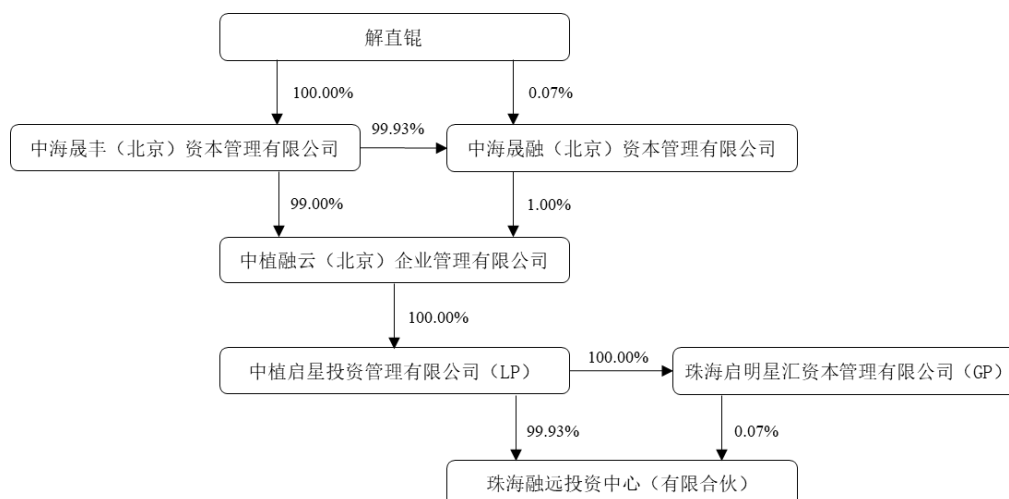 解直锟
100.00%
0.07%
中海晟丰（北京）资本管理有限公司
99.93%
中海晟融（北京）资本管理有限公司
99.00%
1.00%
中植融云（北京）企业管理有限公司
100.00%
中植启星投资管理有限公司（LP）
100.00%
珠海启明星汇资本管理有限公司（GP）
99.93%
0.07%
珠海融远投资中心（有限合伙）